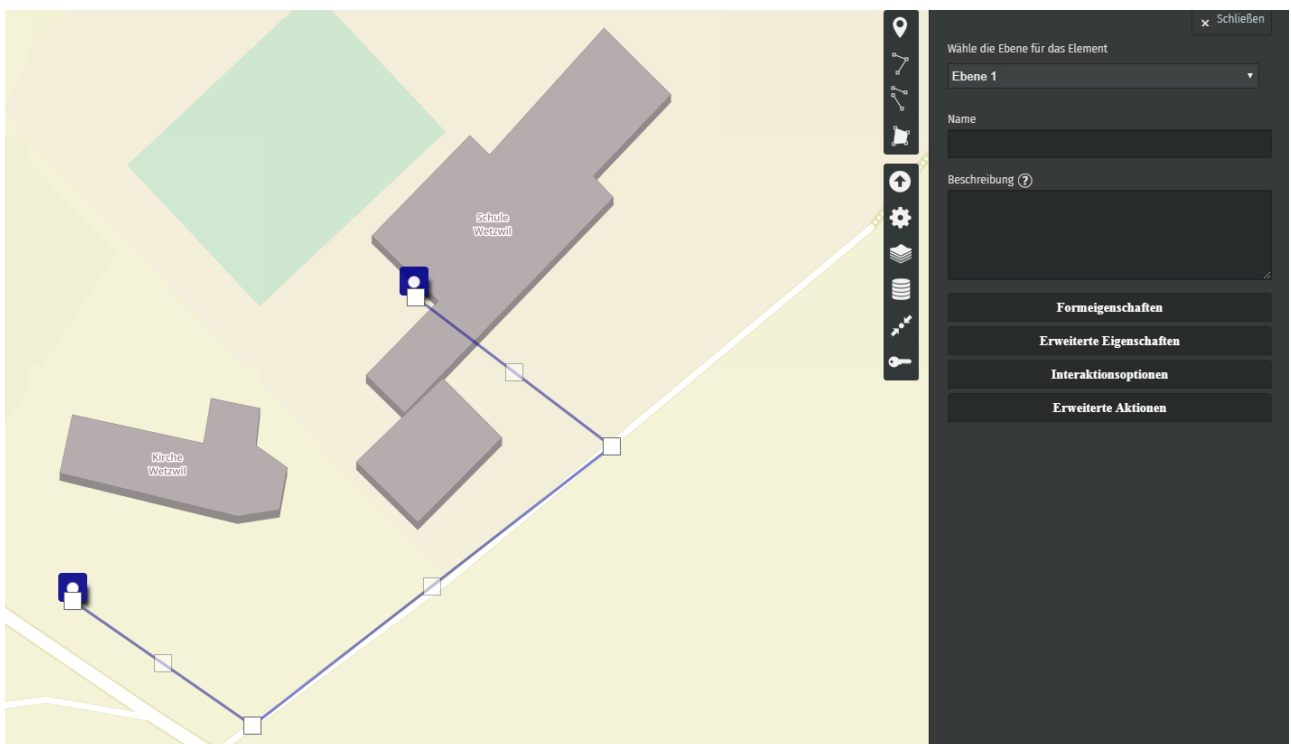 Schule
Wetzwil
Kirche
Wetzwil
× Schließen
Wähle die Ebene für das Element
Ebene 1
Name
Beschreibung ?
Formeigenschaften
Erweiterte Eigenschaften
Interaktionsoptionen
Erweiterte Aktionen